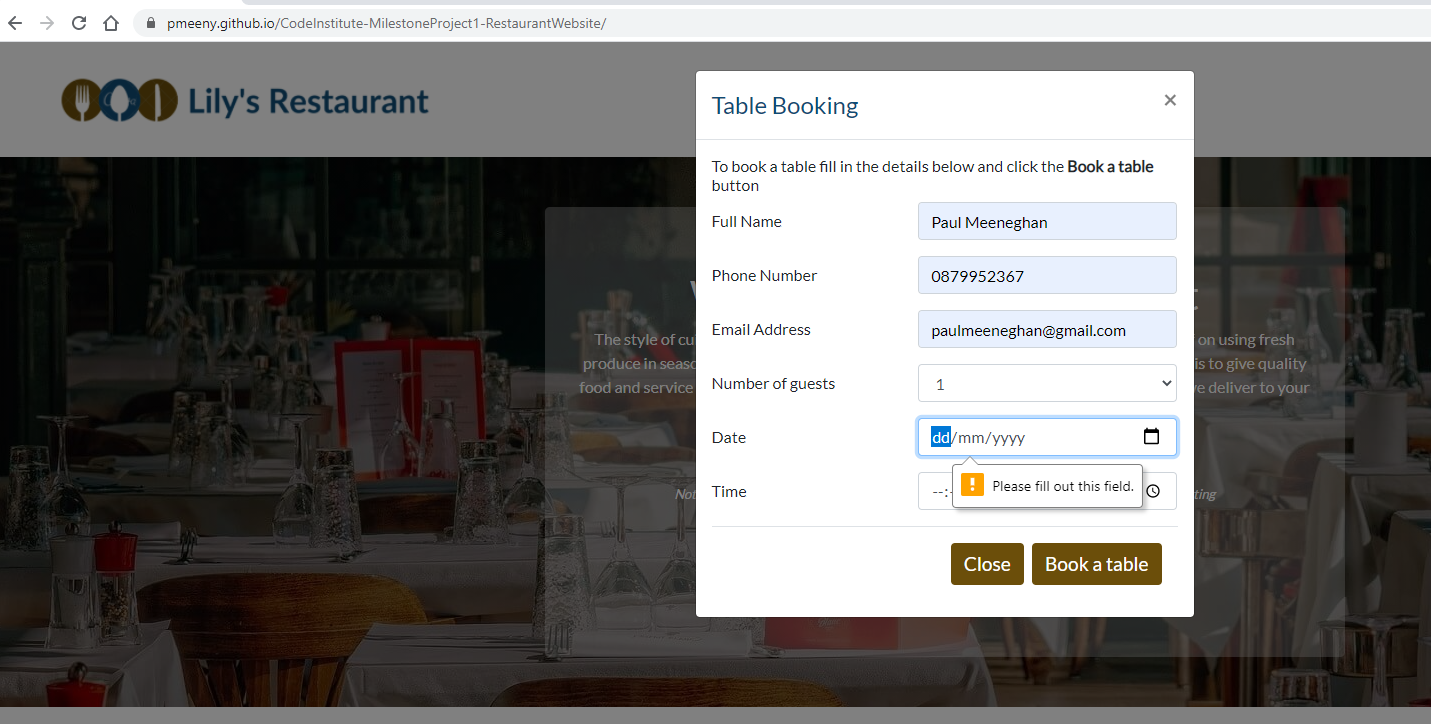 pmeeny.github.io/CodeInstitute-MilestoneProject1-RestaurantWebsite/
Lily's Restaurant
Table Booking
×
To book a table fill in the details below and click the Book a table
button
Full Name
Paul Meeneghan
Phone Number
0879952367
Email Address
paulmeeneghan@gmail.com
Number of guests
1
Date
dd/mm/yyyy
Please fill out this field.
Time
--:-
Close
Book a table
The style of cu
on using fresh
produce in seaso
is to give quality
food and service
ve deliver to your
Not
ting